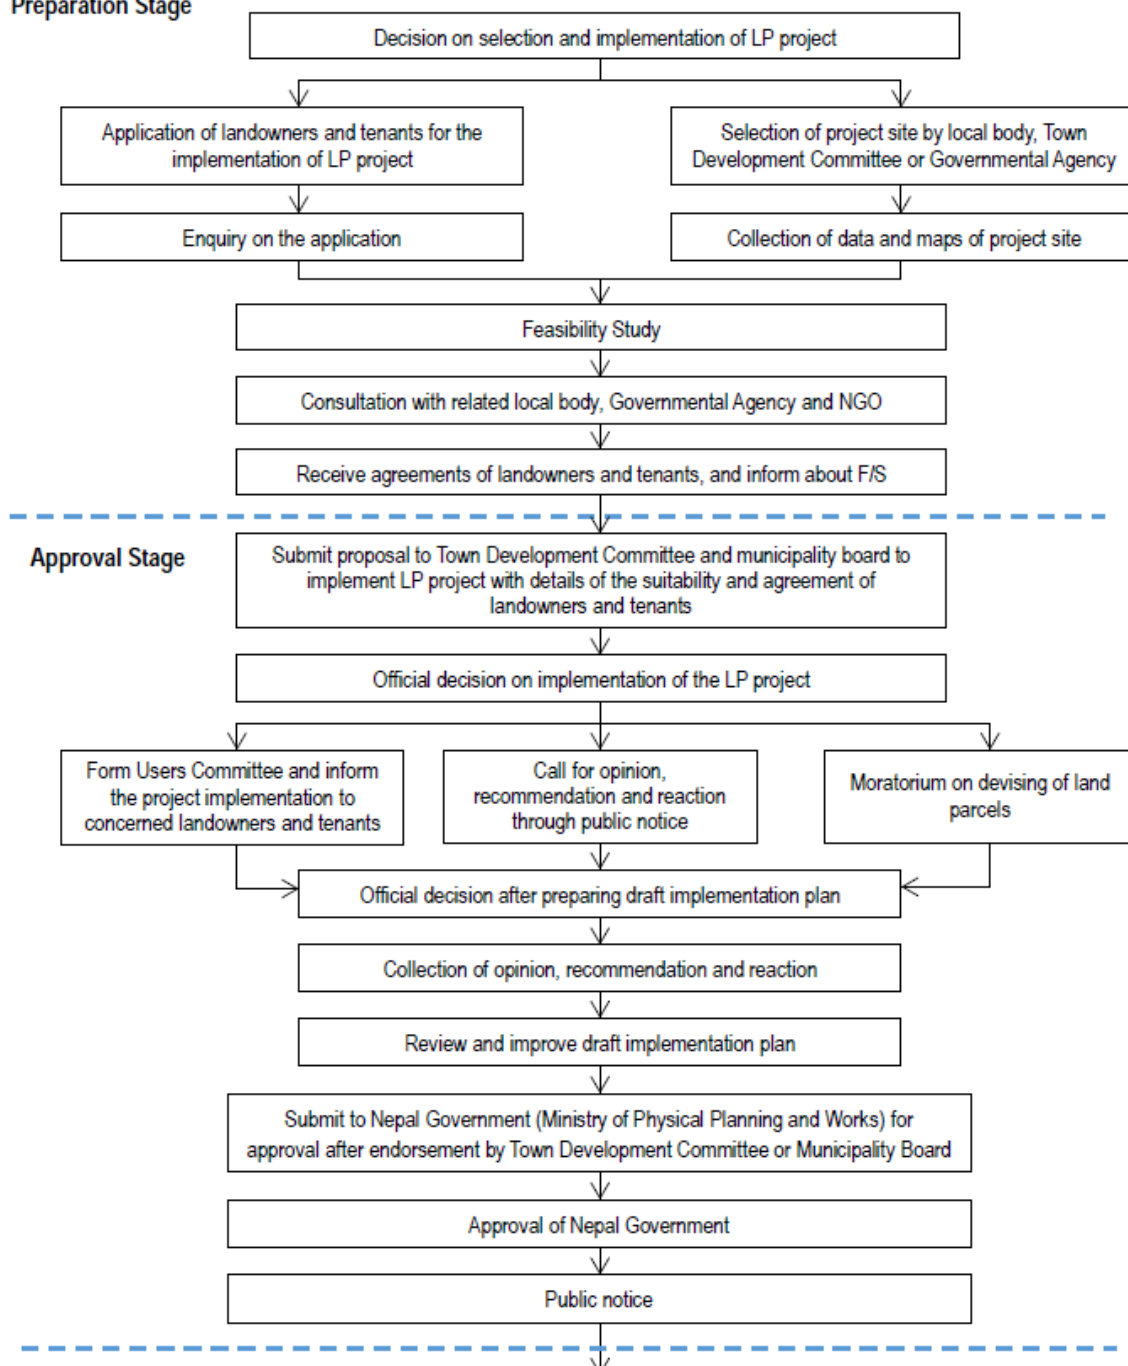 Preparation Stage
Decision on selection and implementation of LP project
Application of landowners and tenants for the
implementation of LP project
Selection of project site by local body, Town
Development Committee or Governmental Agency
Enquiry on the application
Collection of data and maps of project site
Feasibility Study
Consultation with related local body, Governmental Agency and NGO
Receive agreements of landowners and tenants, and inform about F/S
Approval Stage
Submit proposal to Town Development Committee and municipality board to
implement LP project with details of the suitability and agreement of
landowners and tenants
Official decision on implementation of the LP project
Form Users Committee and inform
the project implementation to
concerned landowners and tenants
Call for opinion,
recommendation and reaction
through public notice
Moratorium on devising of land
parcels
Official decision after preparing draft implementation plan
Collection of opinion, recommendation and reaction
Review and improve draft implementation plan
Submit to Nepal Government (Ministry of Physical Planning and Works) for
approval after endorsement by Town Development Committee or Municipality Board
Approval of Nepal Government
Public notice